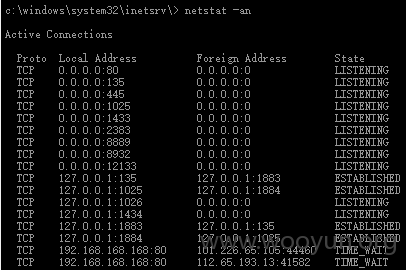 c:\windows\system32\inetsrv\> netstat -an
Active Connections
Proto Local Address Foreign Address State
TCP 0.0.0.0:80 0.0.0.0:0 LISTENING
TCP 0.0.0.0:135 0.0.0.0:0 LISTENING
TCP 0.0.0.0:445 0.0.0.0:0 LISTENING
TCP 0.0.0.0:1025 0.0.0.0:0 LISTENING
TCP 0.0.0.0:1433 0.0.0.0:0 LISTENING
TCP 0.0.0.0:2383 0.0.0.0:0 LISTENING
TCP 0.0.0.0:8889 0.0.0.0:0 LISTENING
TCP 0.0.0.0:8932 0.0.0.0:0 LISTENING
TCP 0.0.0.0:12133 0.0.0.0:0 LISTENING
TCP 127.0.0.1:135 127.0.0.1:1883 ESTABLISHED
TCP 127.0.0.1:1025 127.0.0.1:1884 ESTABLISHED
TCP 127.0.0.1:1026 0.0.0.0:0 LISTENING
TCP 127.0.0.1:1434 0.0.0.0:0 LISTENING
TCP 127.0.0.1:1883 127.0.0.1:135 ESTABLISHED
TCP 127.0.0.1:1884 127.0.0.1:1025 ESTABLISHED
TCP 192.168.168.168:80 101.226.65.105:4460 TIME_WAIT
TCP 192.168.168.168:80 112.65.193.13:41582 TIME_WAIT